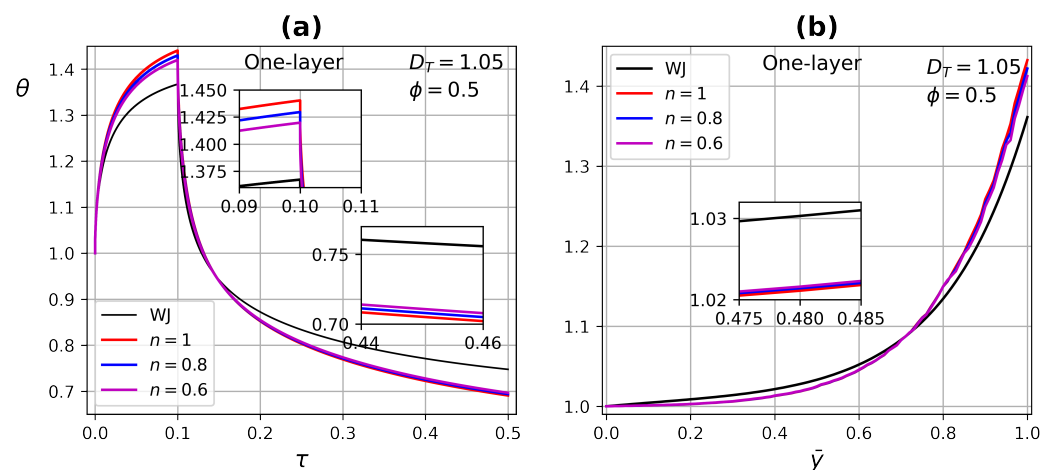 (a)
θ
One-layer
D_T = 1.05
ϕ = 0.5
1.4
1.3
1.2
1.1
1.0
0.9
0.8
0.7
1.450
1.425
1.400
1.375
0.09 0.10 0.11
0.75
0.70
0.44 0.46
WJ
n = 1
n = 0.8
n = 0.6
0.0 0.1 0.2 0.3 0.4 0.5
τ
(b)
WJ
n = 1
n = 0.8
n = 0.6
One-layer
D_T = 1.05
ϕ = 0.5
1.4
1.3
1.2
1.1
1.0
1.03
1.02
0.475 0.480 0.485
0.0 0.2 0.4 0.6 0.8 1.0
ȳ